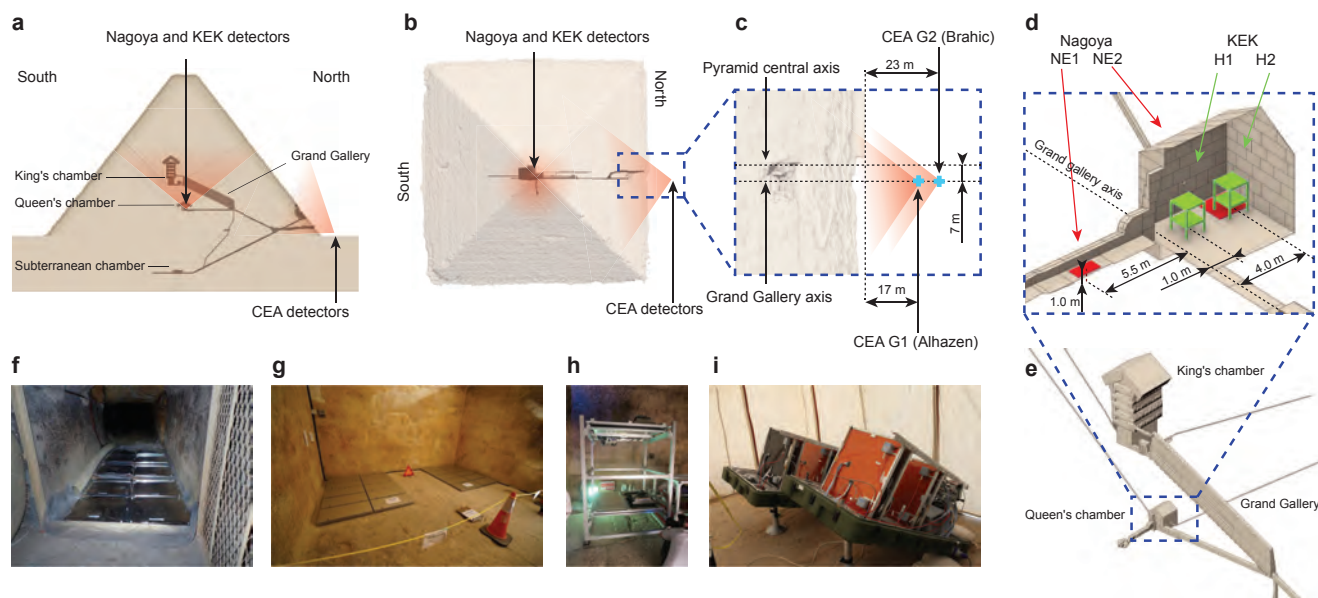 a
Nagoya and KEK detectors
South
North
King's chamber
Grand Gallery
Queen's chamber
Subterranean chamber
CEA detectors
b
Nagoya and KEK detectors
North
South
CEA detectors
c
CEA G2 (Brahic)
23 m
Pyramid central axis
7 m
Grand Gallery axis
17 m
CEA G1 (Alhazen)
d
Nagoya
NE1 NE2
KEK
H1 H2
Grand gallery axis
5.5 m
1.0 m
4.0 m
1.0 m
e
King's chamber
Queen's chamber
Grand Gallery
f
g
h
i